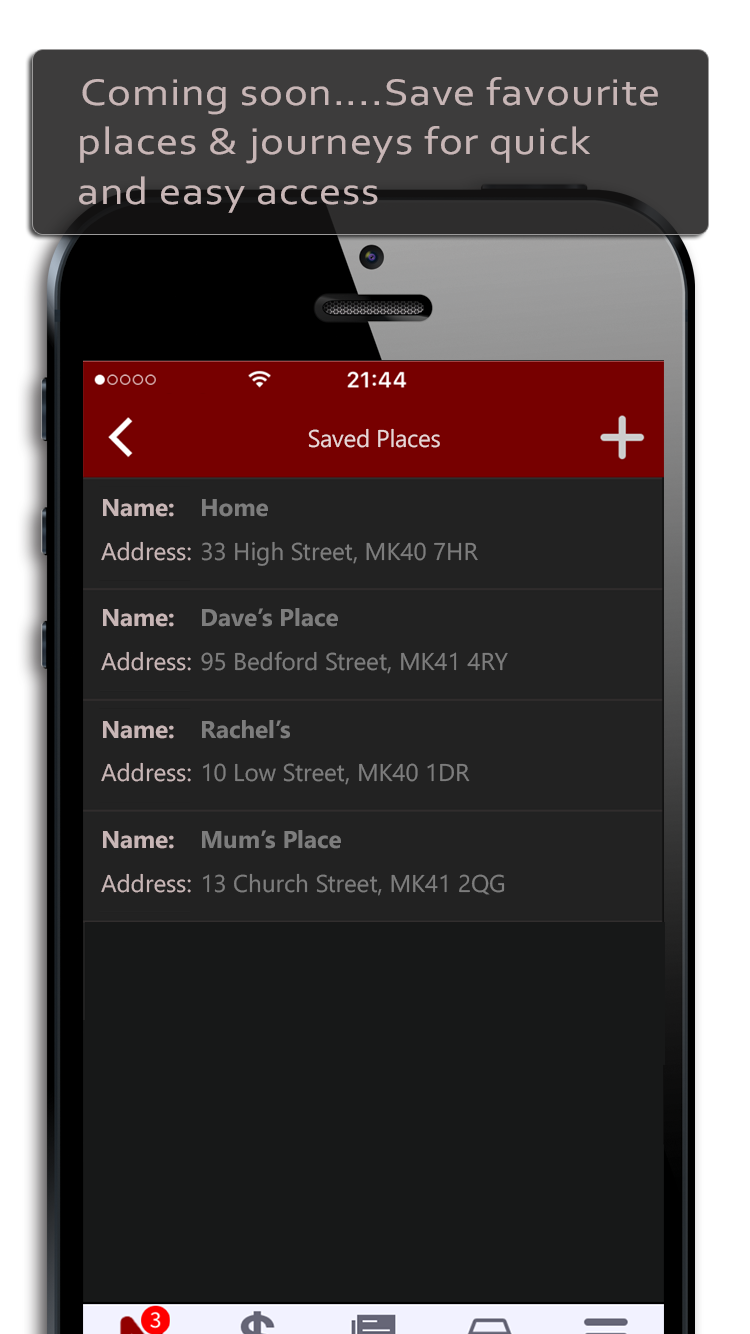 Coming soon....Save favourite
places & journeys for quick
and easy access
21:44
Saved Places
Name: Home
Address: 33 High Street, MK40 7HR
Name: Dave’s Place
Address: 95 Bedford Street, MK41 4RY
Name: Rachel’s
Address: 10 Low Street, MK40 1DR
Name: Mum’s Place
Address: 13 Church Street, MK41 2QG
3